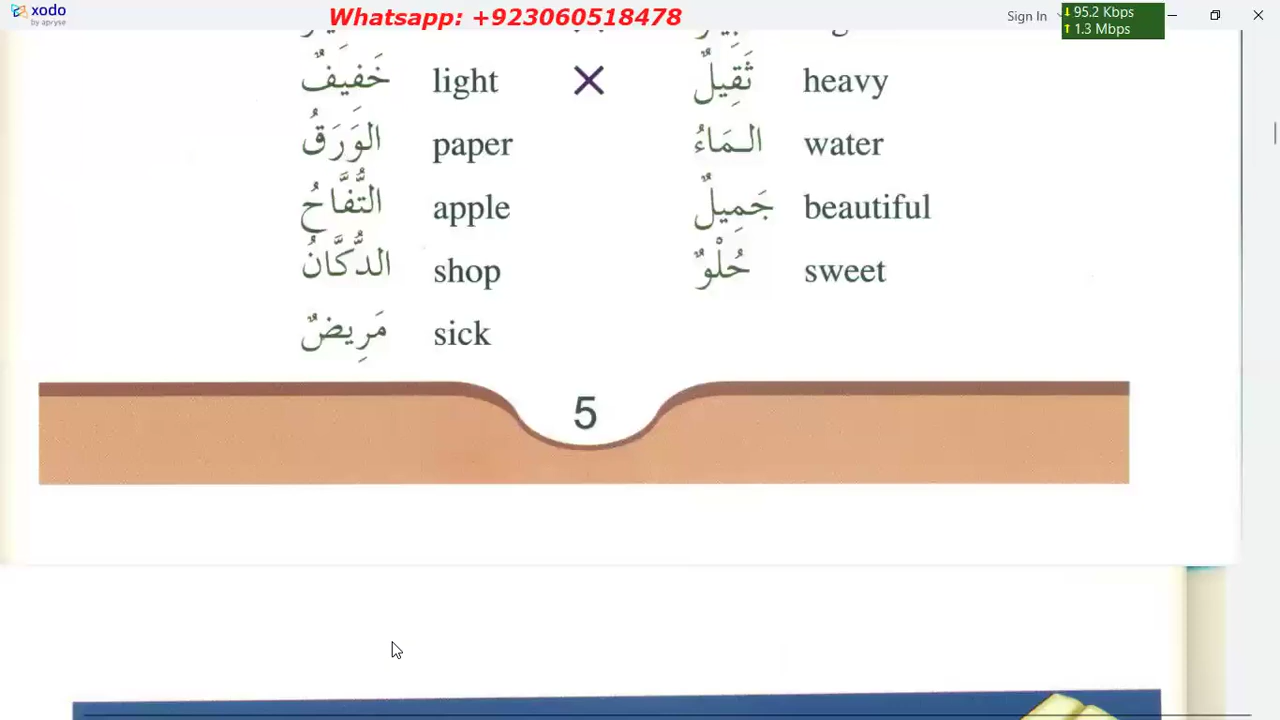 xodo
by apryse
Whatsapp: +923060518478
Sign In
95.2 Kbps
1.3 Mbps
خَفِيفٌ light × ثَقِيلٌ heavy
الوَرَقُ paper المَاءُ water
التُّفَّاحُ apple جَمِيلٌ beautiful
الدُّكَّانُ shop حُلْوٌ sweet
مَرِيضٌ sick
5